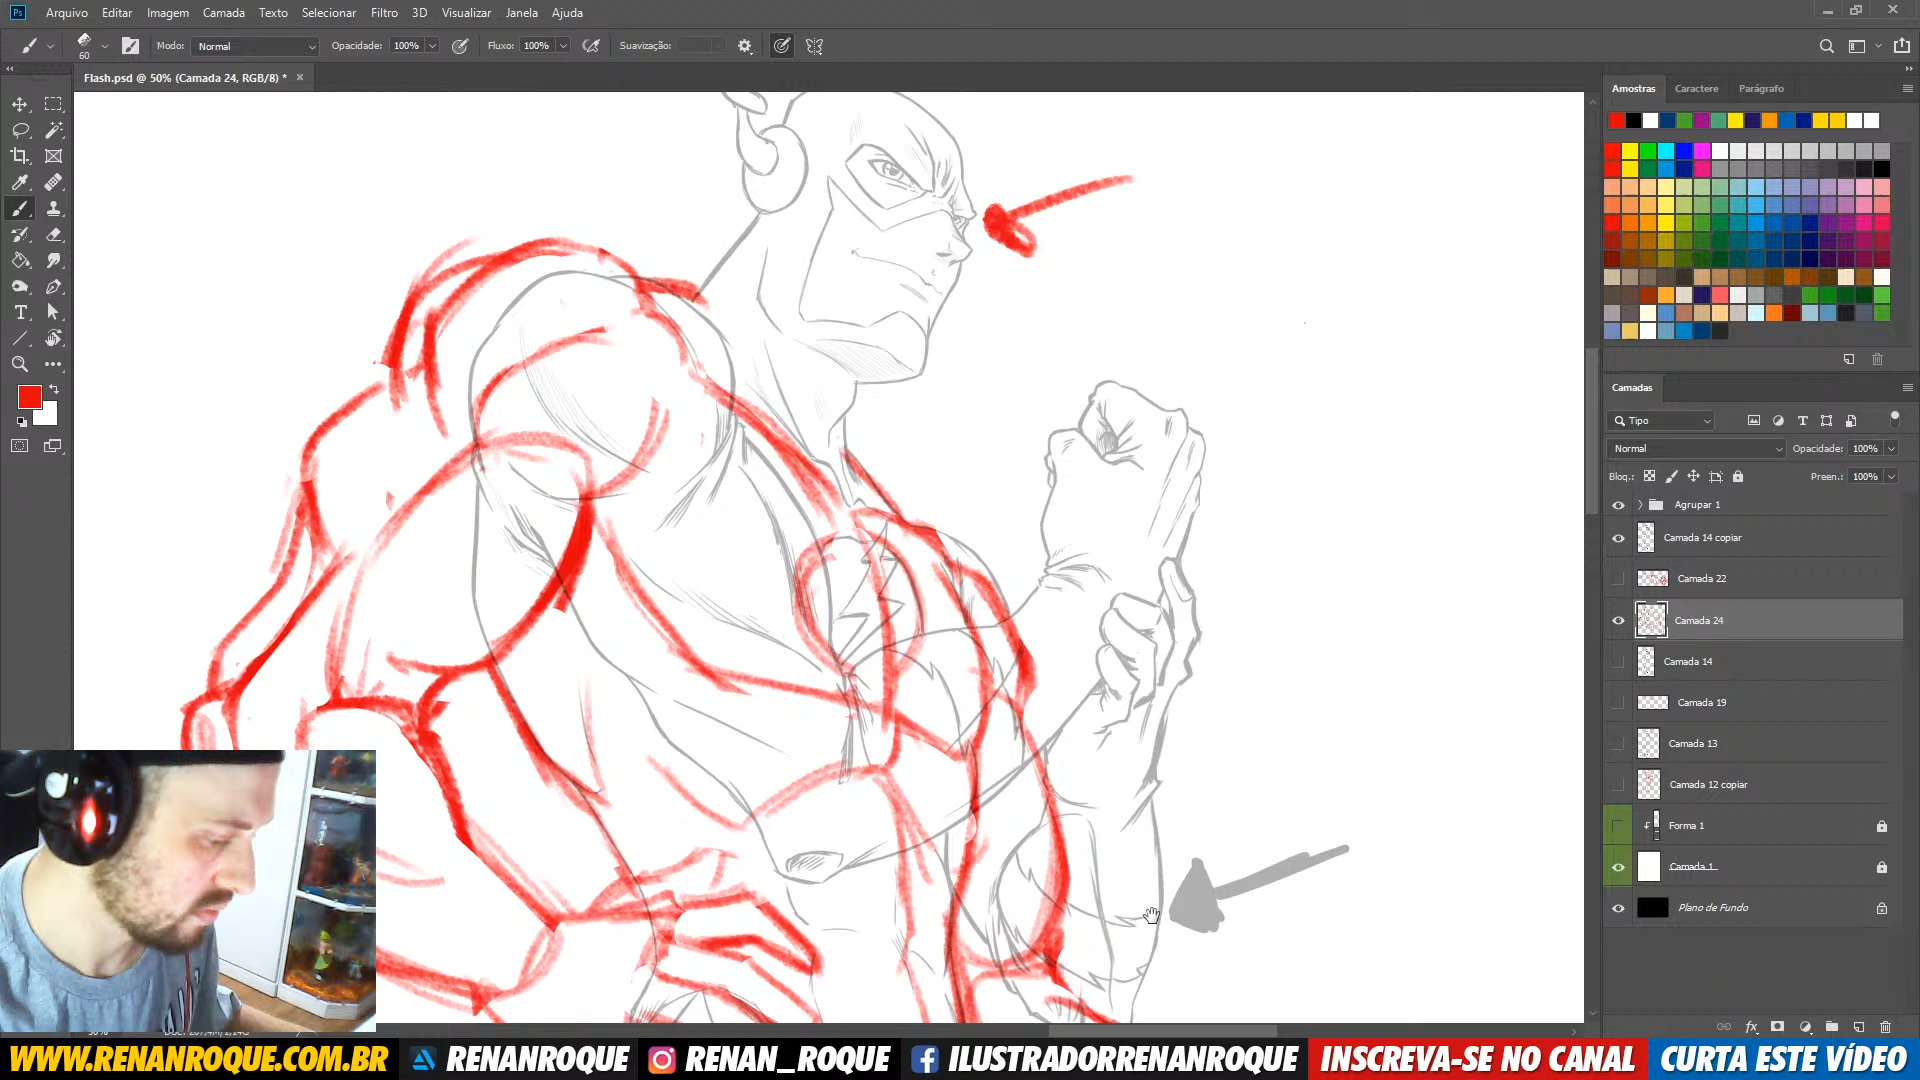 Ps Arquivo Editar Imagem Camada Texto Selecionar Filtro 3D Visualizar Janela Ajuda
60 Modo: Normal Opacidade: 100% Fluxo: 100% Suavização:
Flash.psd @ 50% (Camada 24, RGB/8) *
Amostras Caractere Parágrafo
Camadas
Tipo
Normal Opacidade: 100%
Bloq.: Preen.: 100%
Agrupar 1
Camada 14 copiar
Camada 22
Camada 24
Camada 14
Camada 19
Camada 13
Camada 12 copiar
Forma 1
Camada 1
Plano de Fundo
WWW.RENANROQUE.COM.BR RENANROQUE RENAN_ROQUE ILUSTRADORRENANROQUE INSCREVA-SE NO CANAL CURTA ESTE VÍDEO